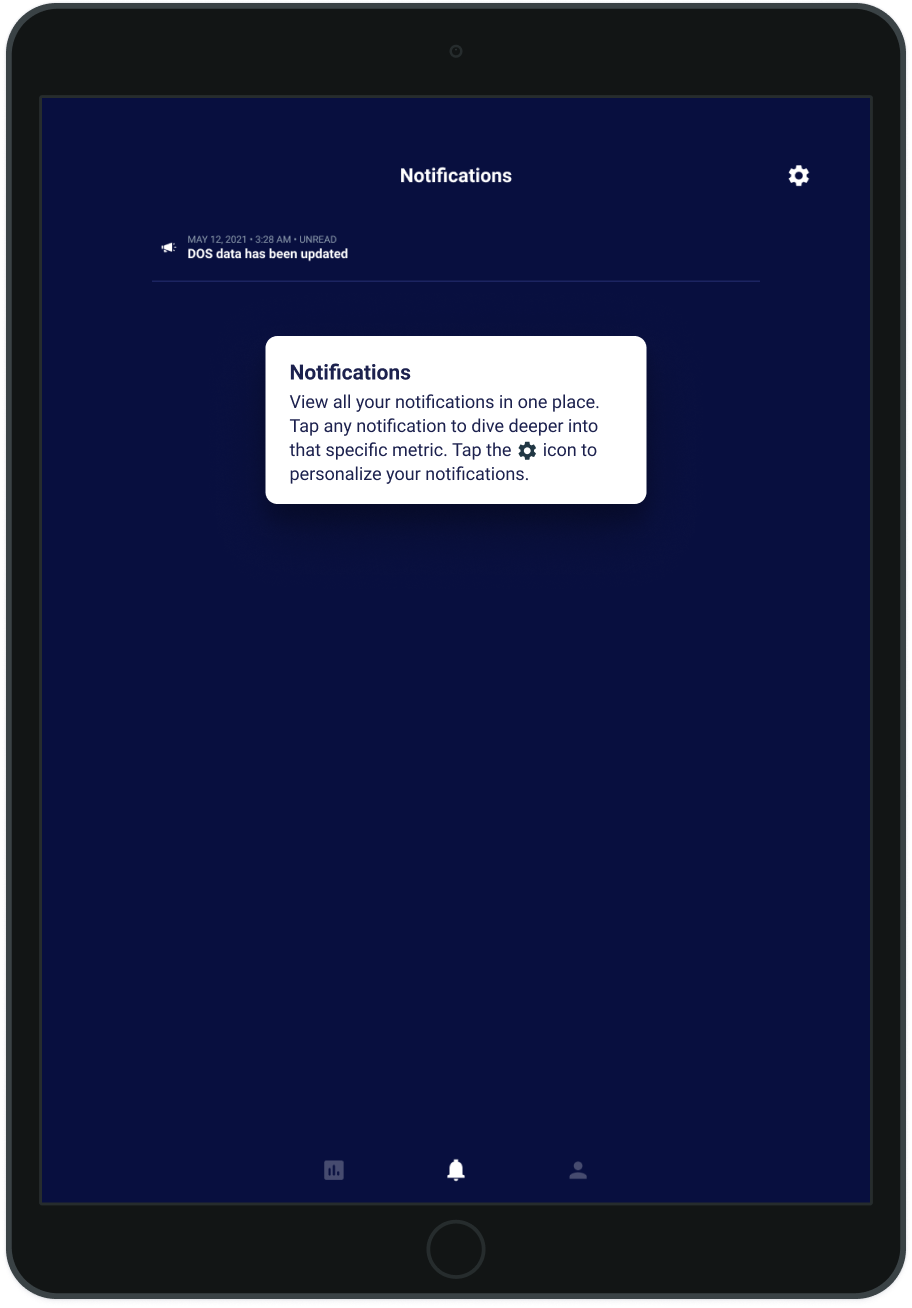 Notifications
MAY 12, 2021 • 3:28 AM • UNREAD
DOS data has been updated
Notifications
View all your notifications in one place.
Tap any notification to dive deeper into
that specific metric. Tap the icon to
personalize your notifications.